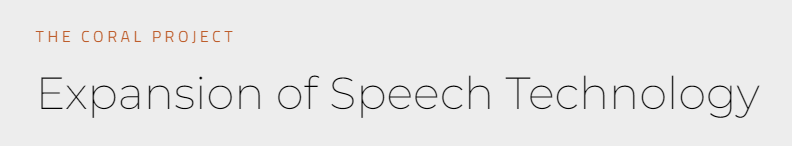 THE CORAL PROJECT
Expansion of Speech Technology